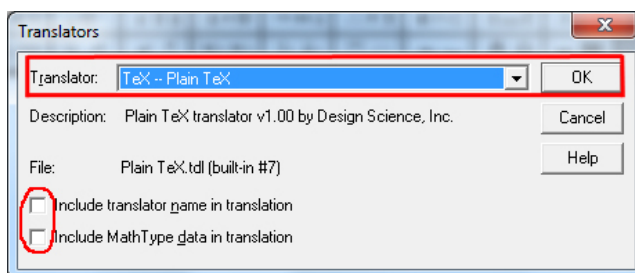 Translators
Translator: TeX -- Plain TeX OK
Description: Plain TeX translator v1.00 by Design Science, Inc. Cancel
File: Plain TeX.tdl (built-in #7) Help
Include translator name in translation
Include MathType data in translation